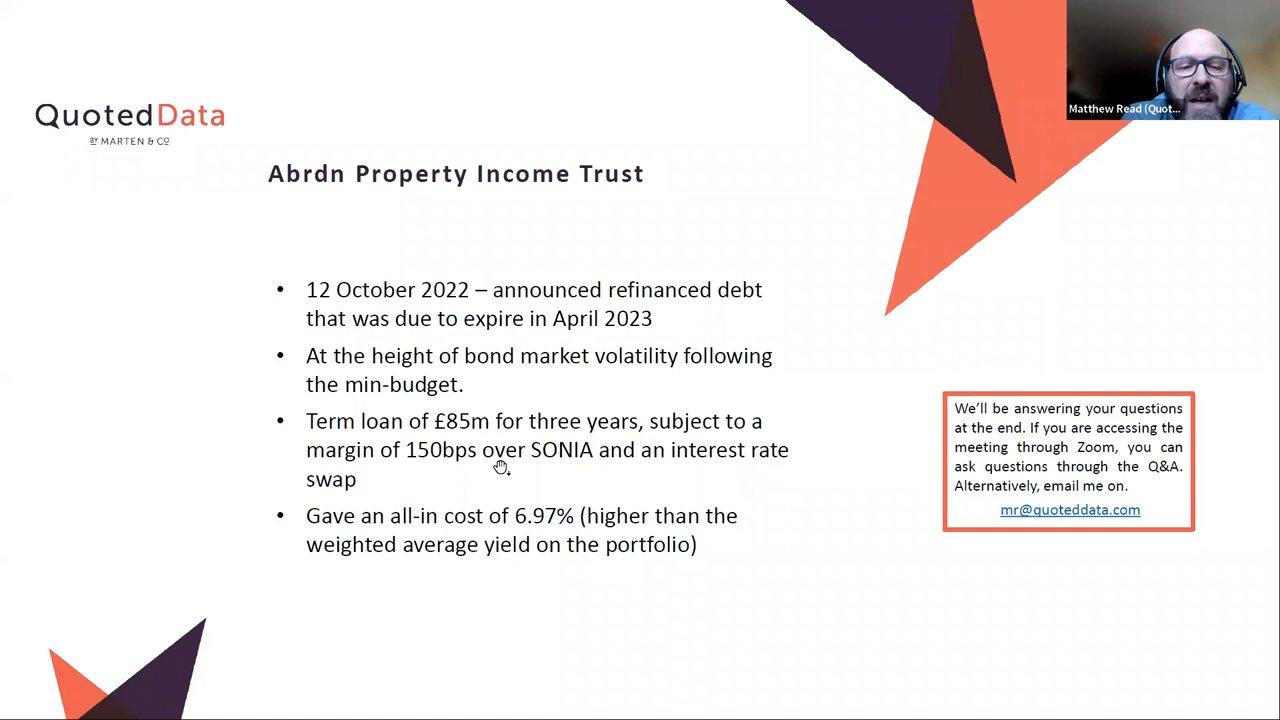 QuotedData
BY MARTEN & CO
Matthew Read (Quot...
Abrdn Property Income Trust
• 12 October 2022 – announced refinanced debt
that was due to expire in April 2023
• At the height of bond market volatility following
the min-budget.
• Term loan of £85m for three years, subject to a
margin of 150bps over SONIA and an interest rate
swap
• Gave an all-in cost of 6.97% (higher than the
weighted average yield on the portfolio)
We’ll be answering your questions
at the end. If you are accessing the
meeting through Zoom, you can
ask questions through the Q&A.
Alternatively, email me on.
mr@quoteddata.com